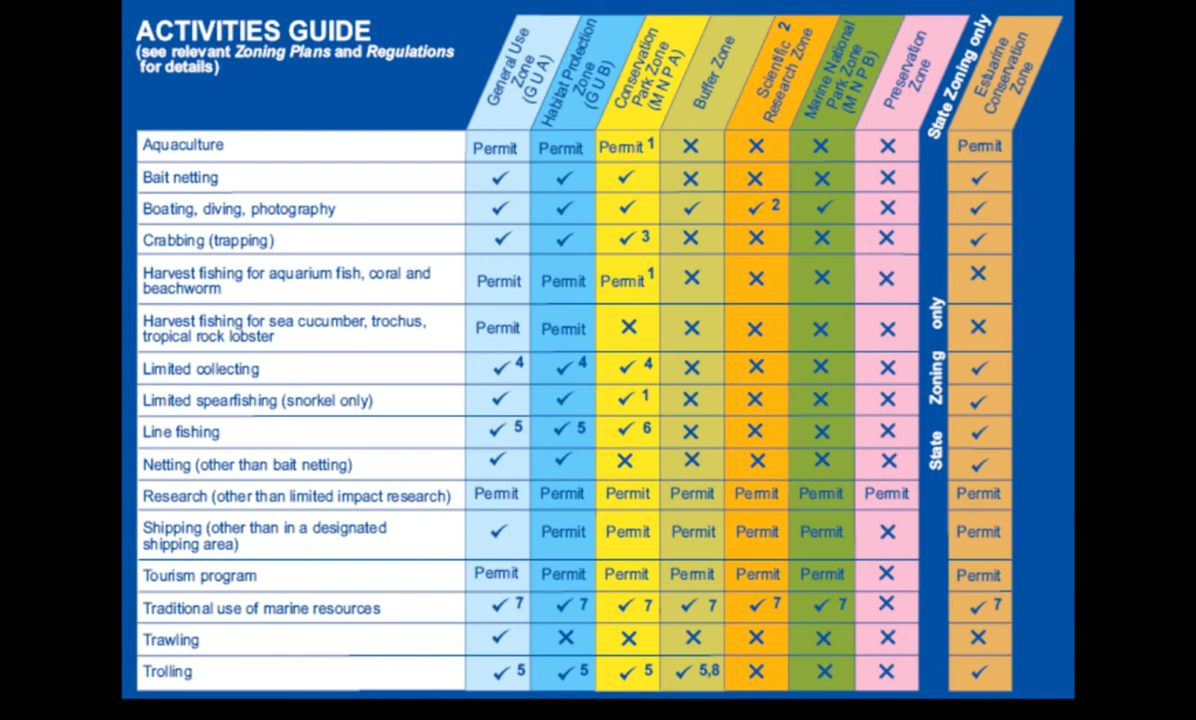 ACTIVITIES GUIDE
(see relevant Zoning Plans and Regulations
for details)
General Use
Zone
(G U A)
Habitat Protection
Zone
(G U B)
Conservation
Park Zone
(M N P A)
Buffer Zone
Scientific 2
Research Zone
Marine National
Park Zone
(M N P B)
Preservation
Zone
State Zoning only
Estuarine
Conservation
Zone
Aquaculture Permit Permit Permit 1 ✕ ✕ ✕ ✕ Permit
Bait netting ✓ ✓ ✓ ✕ ✕ ✕ ✕ ✓
Boating, diving, photography ✓ ✓ ✓ ✓ ✓ 2 ✓ ✕ ✓
Crabbing (trapping) ✓ ✓ ✓ 3 ✕ ✕ ✕ ✕ ✓
Harvest fishing for aquarium fish, coral and
beachworm Permit Permit Permit 1 ✕ ✕ ✕ ✕ ✕
Harvest fishing for sea cucumber, trochus,
tropical rock lobster Permit Permit ✕ ✕ ✕ ✕ ✕ ✕
Limited collecting ✓ 4 ✓ 4 ✓ 4 ✕ ✕ ✕ ✕ ✓
Limited spearfishing (snorkel only) ✓ ✓ ✓ 1 ✕ ✕ ✕ ✕ ✓
Line fishing ✓ 5 ✓ 5 ✓ 6 ✕ ✕ ✕ ✕ ✓
Netting (other than bait netting) ✓ ✓ ✕ ✕ ✕ ✕ ✕ ✓
Research (other than limited impact research) Permit Permit Permit Permit Permit Permit Permit Permit
Shipping (other than in a designated
shipping area) ✓ Permit Permit Permit Permit Permit ✕ Permit
Tourism program Permit Permit Permit Permit Permit Permit ✕ Permit
Traditional use of marine resources ✓ 7 ✓ 7 ✓ 7 ✓ 7 ✓ 7 ✓ 7 ✕ ✓ 7
Trawling ✓ ✕ ✕ ✕ ✕ ✕ ✕ ✕
Trolling ✓ 5 ✓ 5 ✓ 5 ✓ 5,8 ✕ ✕ ✕ ✓
State Zoning only